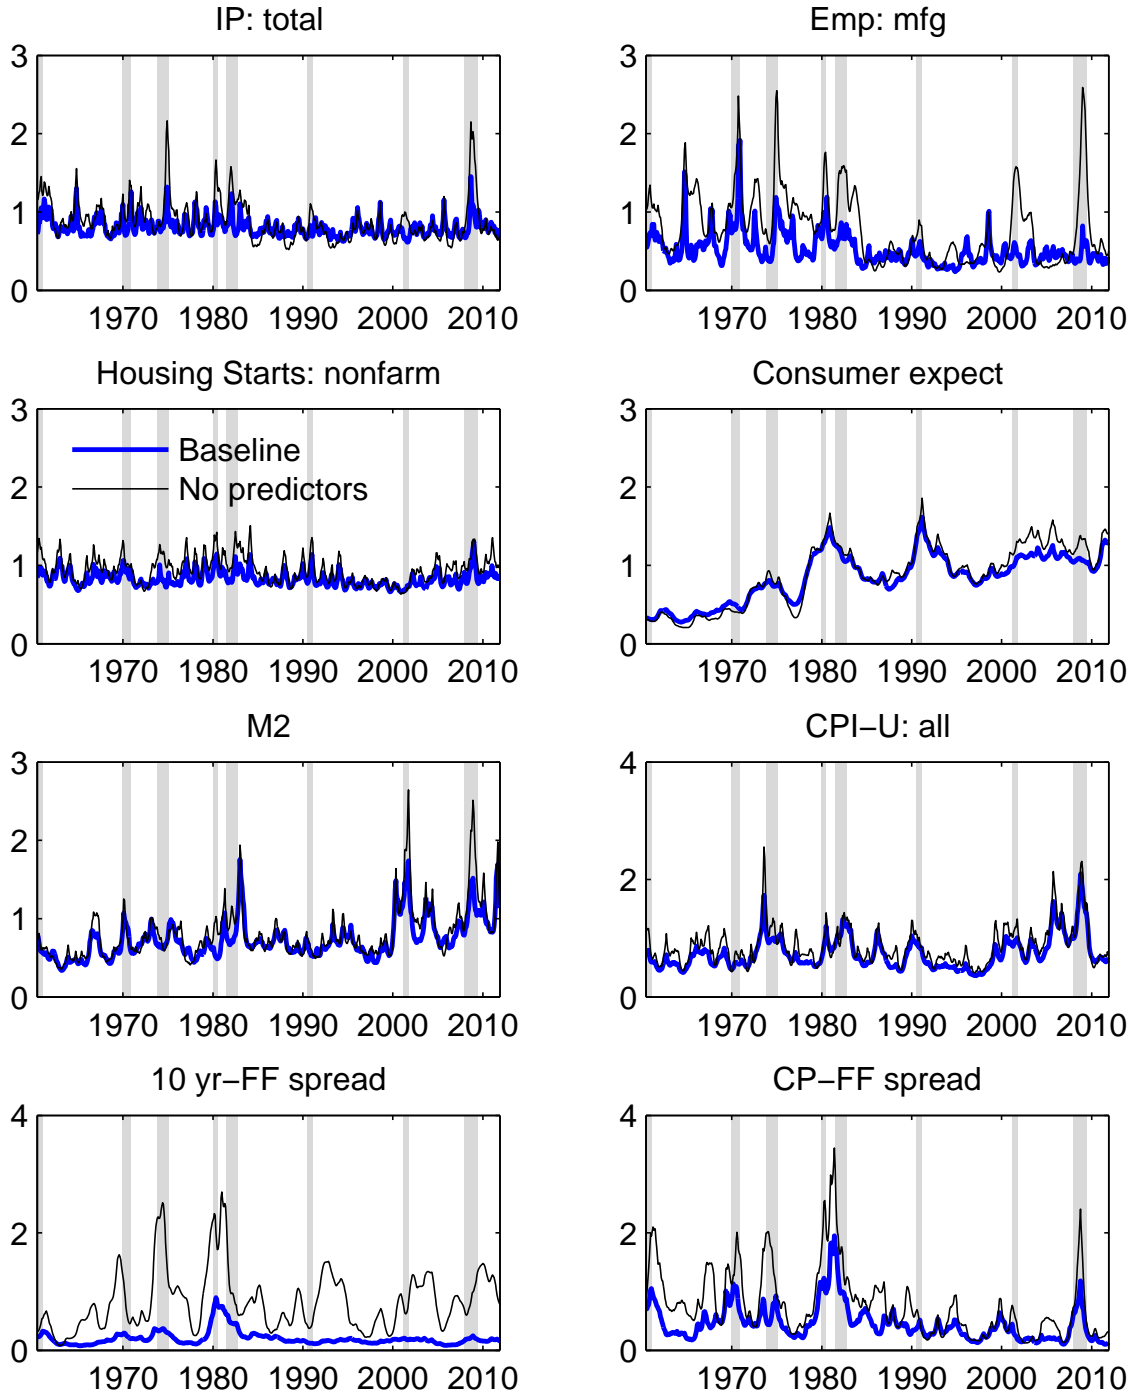 IP: total
3
2
1
0
1970 1980 1990 2000 2010
Emp: mfg
3
2
1
0
1970 1980 1990 2000 2010
Housing Starts: nonfarm
3
2
1
0
Baseline
No predictors
1970 1980 1990 2000 2010
Consumer expect
3
2
1
0
1970 1980 1990 2000 2010
M2
3
2
1
0
1970 1980 1990 2000 2010
CPI−U: all
4
2
0
1970 1980 1990 2000 2010
10 yr−FF spread
4
2
0
1970 1980 1990 2000 2010
CP−FF spread
4
2
0
1970 1980 1990 2000 2010